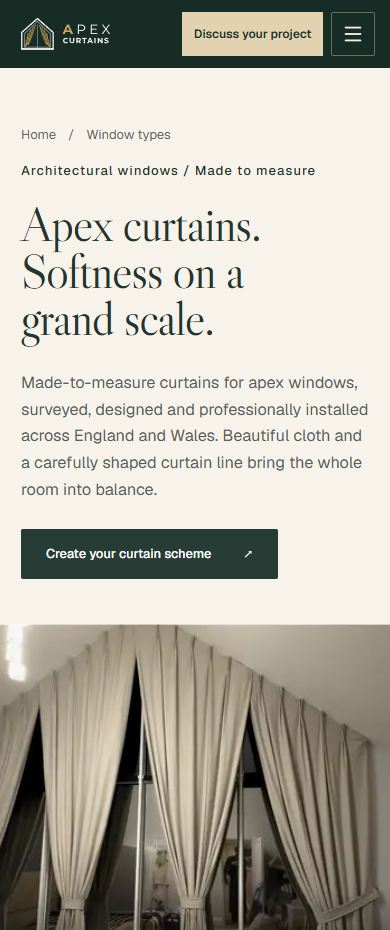 APEX
CURTAINS
Discuss your project
Home / Window types
Architectural windows / Made to measure
Apex curtains.
Softness on a
grand scale.
Made-to-measure curtains for apex windows,
surveyed, designed and professionally installed
across England and Wales. Beautiful cloth and
a carefully shaped curtain line bring the whole
room into balance.
Create your curtain scheme ↗